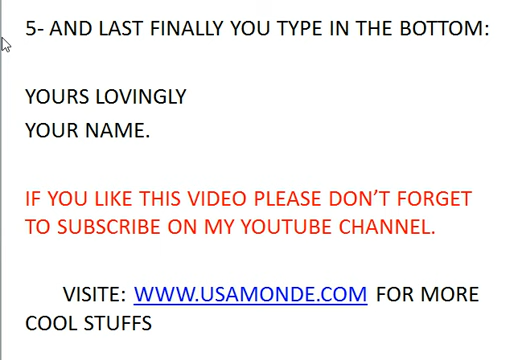 5- AND LAST FINALLY YOU TYPE IN THE BOTTOM:
YOURS LOVINGLY
YOUR NAME.
IF YOU LIKE THIS VIDEO PLEASE DON’T FORGET
TO SUBSCRIBE ON MY YOUTUBE CHANNEL.
VISITE: WWW.USAMONDE.COM FOR MORE
COOL STUFFS